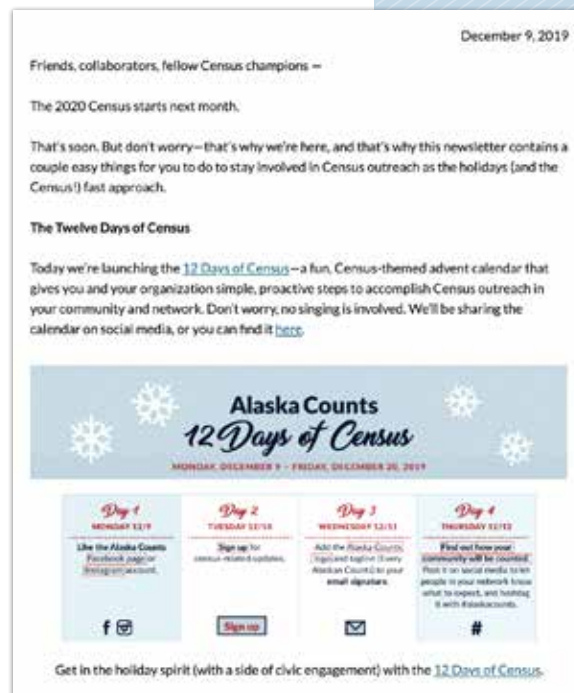 December 9, 2019
Friends, collaborators, fellow Census champions —
The 2020 Census starts next month.
That's soon. But don't worry—that's why we're here, and that's why this newsletter contains a
couple easy things for you to do to stay involved in Census outreach as the holidays (and the
Census!) fast approach.
The Twelve Days of Census
Today we're launching the 12 Days of Census—a fun, Census-themed advent calendar that
gives you and your organization simple, proactive steps to accomplish Census outreach in
your community and network. Don't worry, no singing is involved. We'll be sharing the
calendar on social media, or you can find it here.
Alaska Counts
12 Days of Census
MONDAY, DECEMBER 9 – FRIDAY, DECEMBER 20, 2019
Day 1
MONDAY 12/9
Like the Alaska Counts
Facebook page or
Instagram account.
Day 2
TUESDAY 12/10
Sign up for
census-related updates.
Sign up
Day 3
WEDNESDAY 12/11
Add the Alaska Counts
logo and tagline (Every
Alaskan Counts) to your
email signature.
Day 4
THURSDAY 12/12
Find out how your
community will be counted.
Post it on social media to let
people in your network know
what to expect, and hashtag
it with #alaskacounts.
#
Get in the holiday spirit (with a side of civic engagement) with the 12 Days of Census.